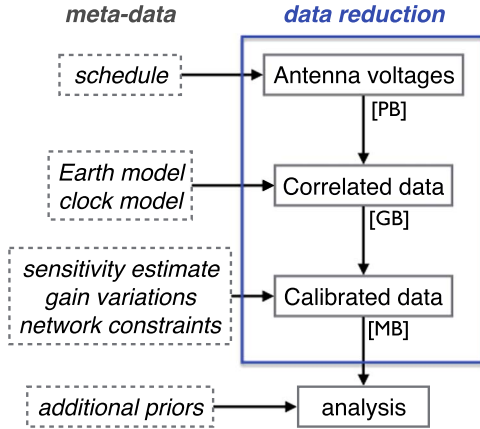 meta-data
data reduction
schedule
Antenna voltages
[PB]
Earth model
clock model
Correlated data
[GB]
sensitivity estimate
gain variations
network constraints
Calibrated data
[MB]
additional priors
analysis